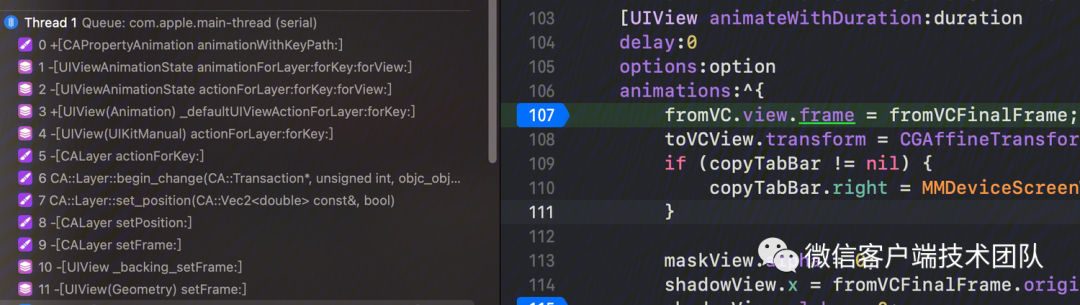 Thread 1 Queue: com.apple.main-thread (serial)
0 +[CAPropertyAnimation animationWithKeyPath:]
1 -[UIViewAnimationState animationForLayer:forKey:forView:]
2 -[UIViewAnimationState actionForLayer:forKey:forView:]
3 +[UIView(Animation) _defaultUIViewActionForLayer:forKey:]
4 -[UIView(UIKitManual) actionForLayer:forKey:]
5 -[CALayer actionForKey:]
6 CA::Layer::begin_change(CA::Transaction*, unsigned int, objc_obj...
7 CA::Layer::set_position(CA::Vec2<double> const&, bool)
8 -[CALayer setPosition:]
9 -[CALayer setFrame:]
10 -[UIView _backing_setFrame:]
11 -[UIView(Geometry) setFrame:]
103 [UIView animateWithDuration:duration
104 delay:0
105 options:option
106 animations:^{
107 fromVC.view.frame = fromVCFinalFrame;
108 toVCView.transform = CGAffineTransfor
109 if (copyTabBar != nil) {
110 copyTabBar.right = MMDeviceScreen
111 }
112
113 maskView.
114 shadowView.x = fromVCFinalFrame.origi
115
微信客户端技术团队